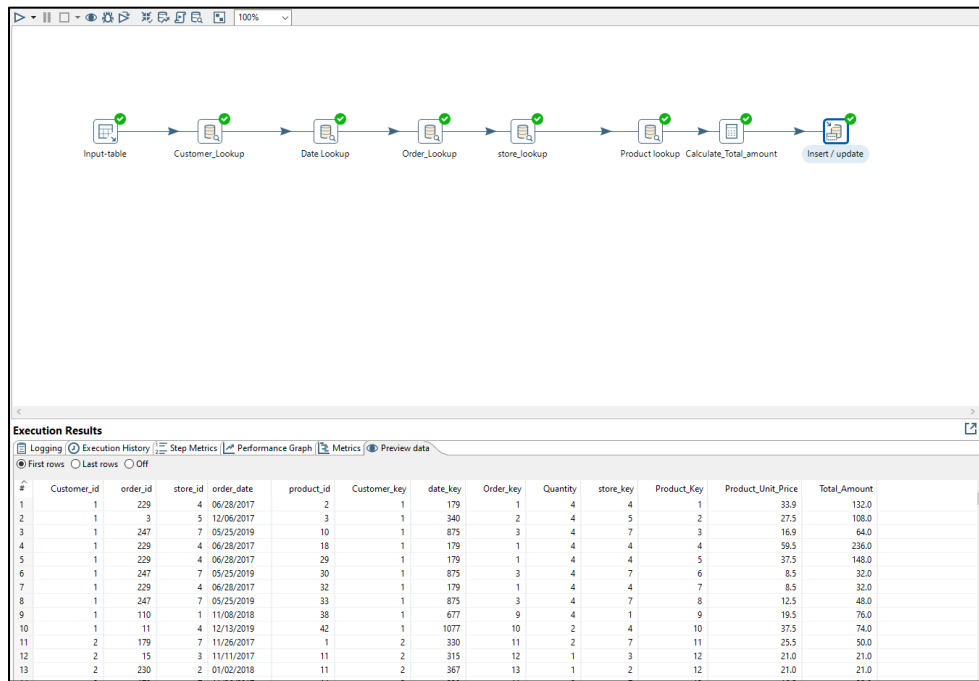 100%
Input-table Customer_Lookup Date Lookup Order_Lookup store_lookup Product lookup Calculate_Total_amount Insert / update
Execution Results
Logging Execution History Step Metrics Performance Graph Metrics Preview data
First rows Last rows Off
# Customer_id order_id store_id order_date product_id Customer_key date_key Order_key Quantity store_key Product_Key Product_Unit_Price Total_Amount
1 1 229 4 06/28/2017 2 1 179 1 4 4 1 33.9 132.0
2 1 3 5 12/06/2017 3 1 340 2 4 5 2 27.5 108.0
3 1 247 7 05/25/2019 10 1 875 3 4 7 3 16.9 64.0
4 1 229 4 06/28/2017 18 1 179 1 4 4 4 59.5 236.0
5 1 229 4 06/28/2017 29 1 179 1 4 4 5 37.5 148.0
6 1 247 7 05/25/2019 30 1 875 3 4 7 6 8.5 32.0
7 1 229 4 06/28/2017 32 1 179 1 4 4 7 8.5 32.0
8 1 247 7 05/25/2019 33 1 875 3 4 7 8 12.5 48.0
9 1 110 1 11/08/2018 38 1 677 9 4 1 9 19.5 76.0
10 1 11 4 12/13/2019 42 1 1077 10 2 4 10 37.5 74.0
11 2 179 7 11/26/2017 1 2 330 11 2 7 11 25.5 50.0
12 2 15 3 11/11/2017 11 2 315 12 1 3 12 21.0 21.0
13 2 230 2 01/02/2018 11 2 367 13 1 2 12 21.0 21.0